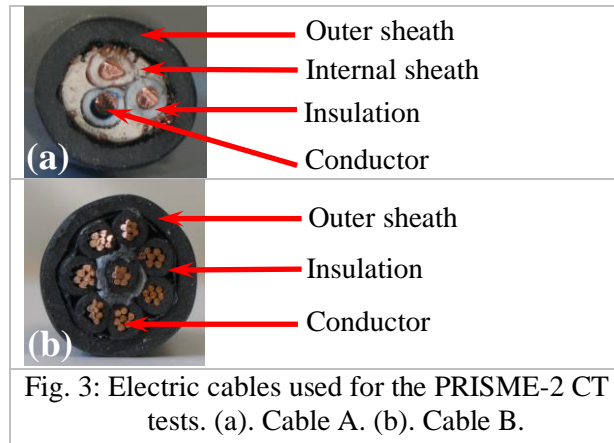 Outer sheath
Internal sheath
Insulation
Conductor
(a)
Outer sheath
Insulation
Conductor
(b)
Fig. 3: Electric cables used for the PRISME-2 CT
tests. (a). Cable A. (b). Cable B.